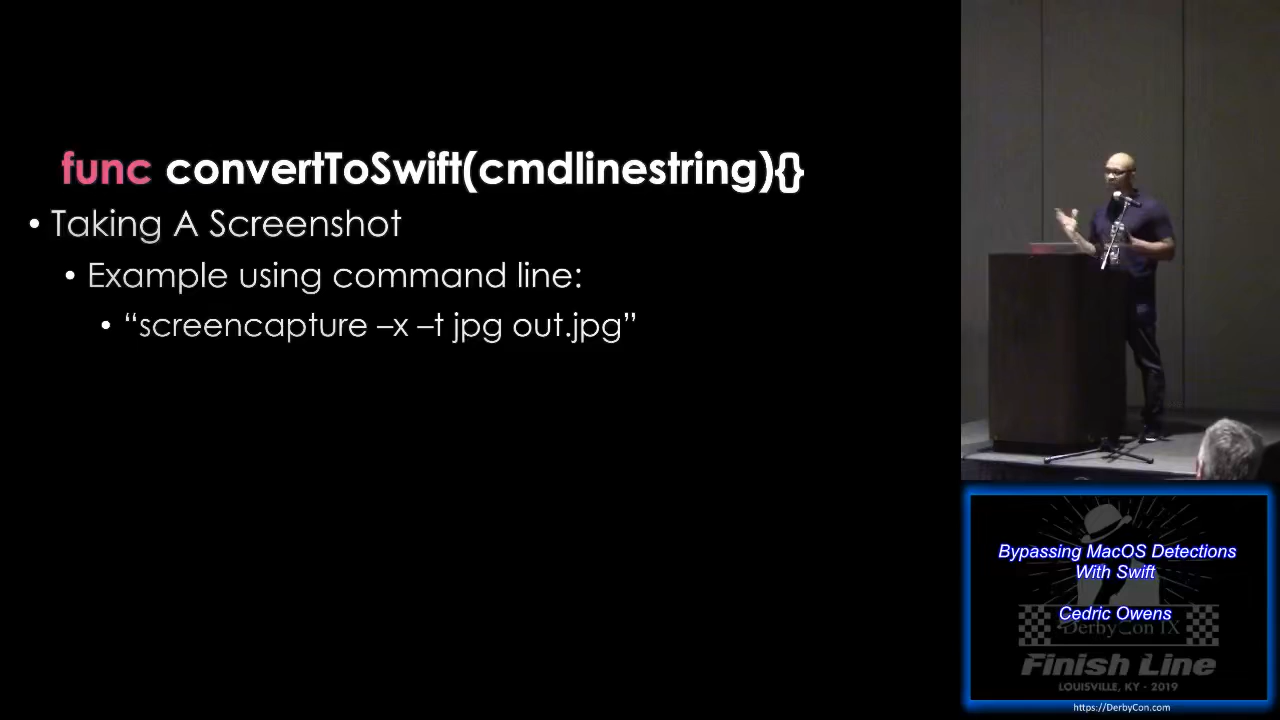 func convertToSwift(cmdlinestring){}
• Taking A Screenshot
• Example using command line:
• “screencapture –x –t jpg out.jpg”
Bypassing MacOS Detections
With Swift
Cedric Owens
DerbyCon IX
Finish Line
LOUISVILLE, KY - 2019
https://DerbyCon.com